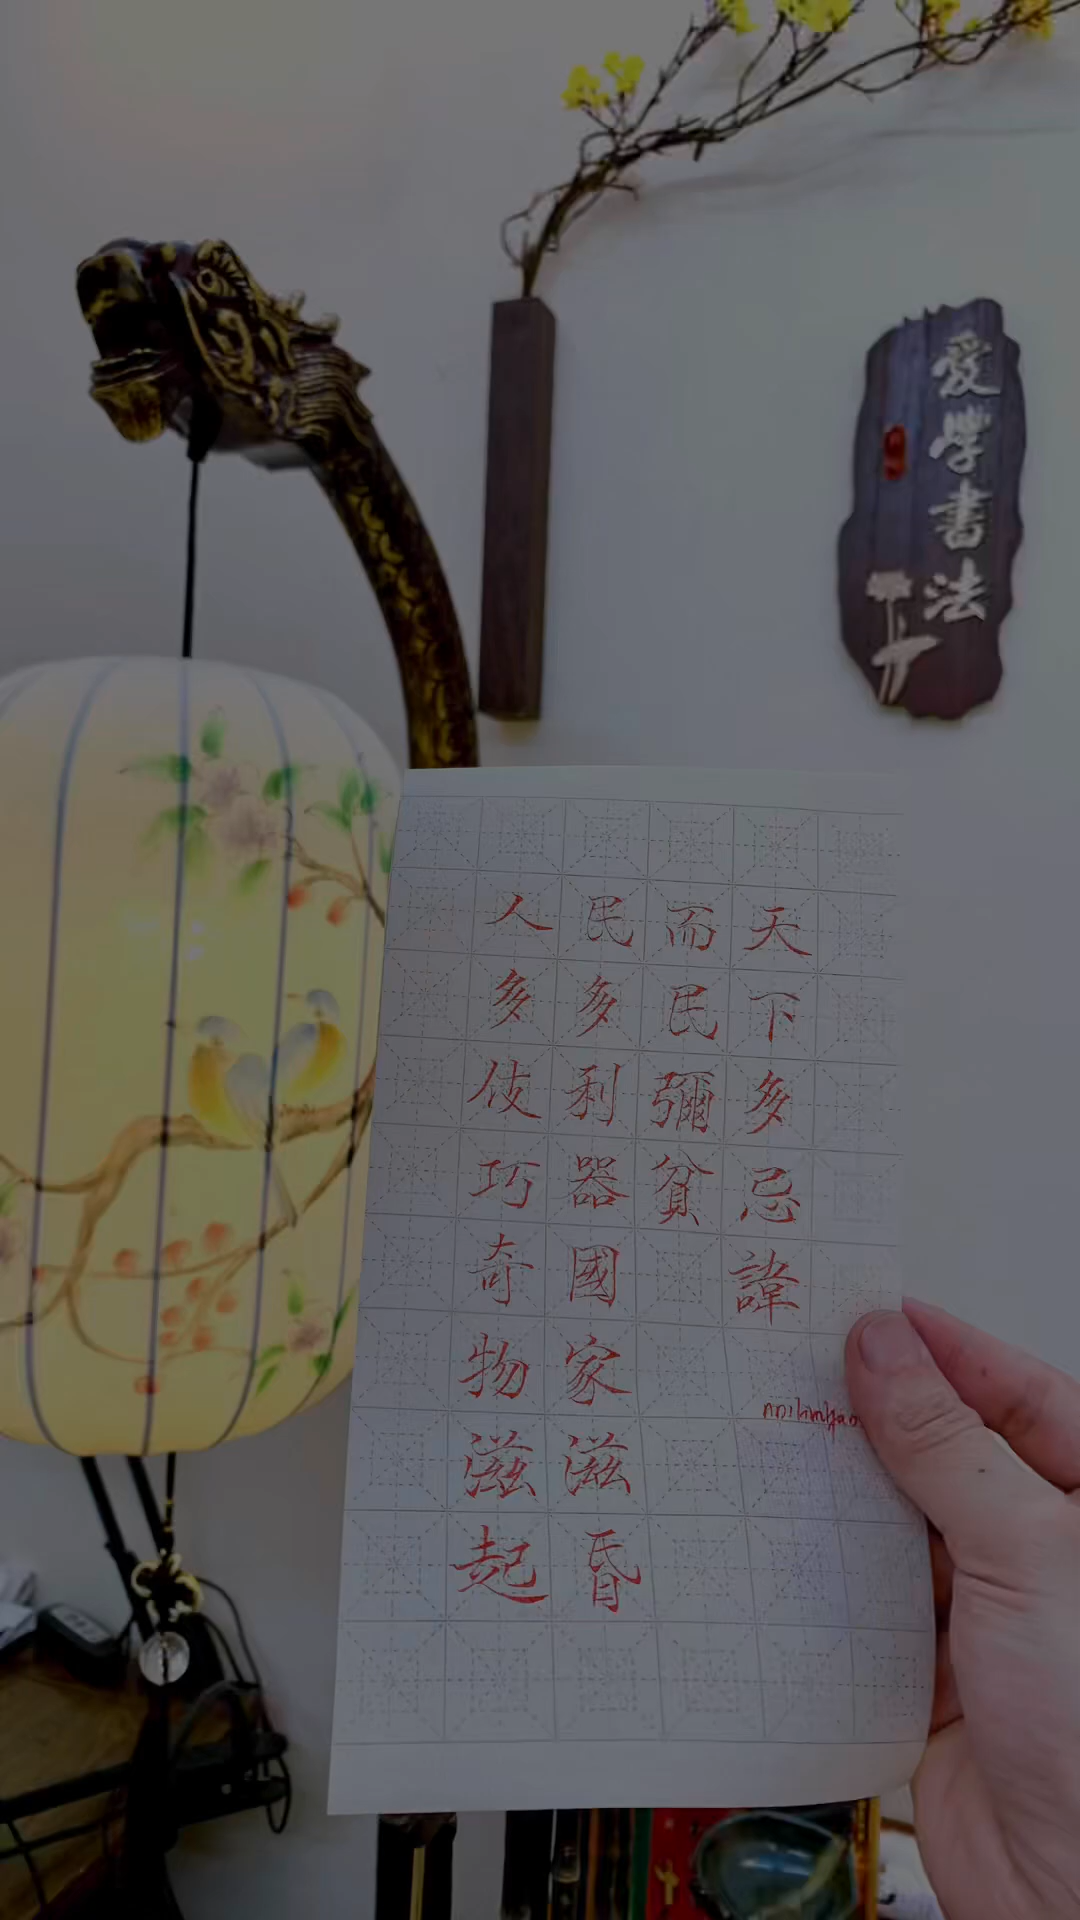 愛學書法
天下多忌諱
而民彌貧
民多利器國家滋昏
人多伎巧奇物滋起